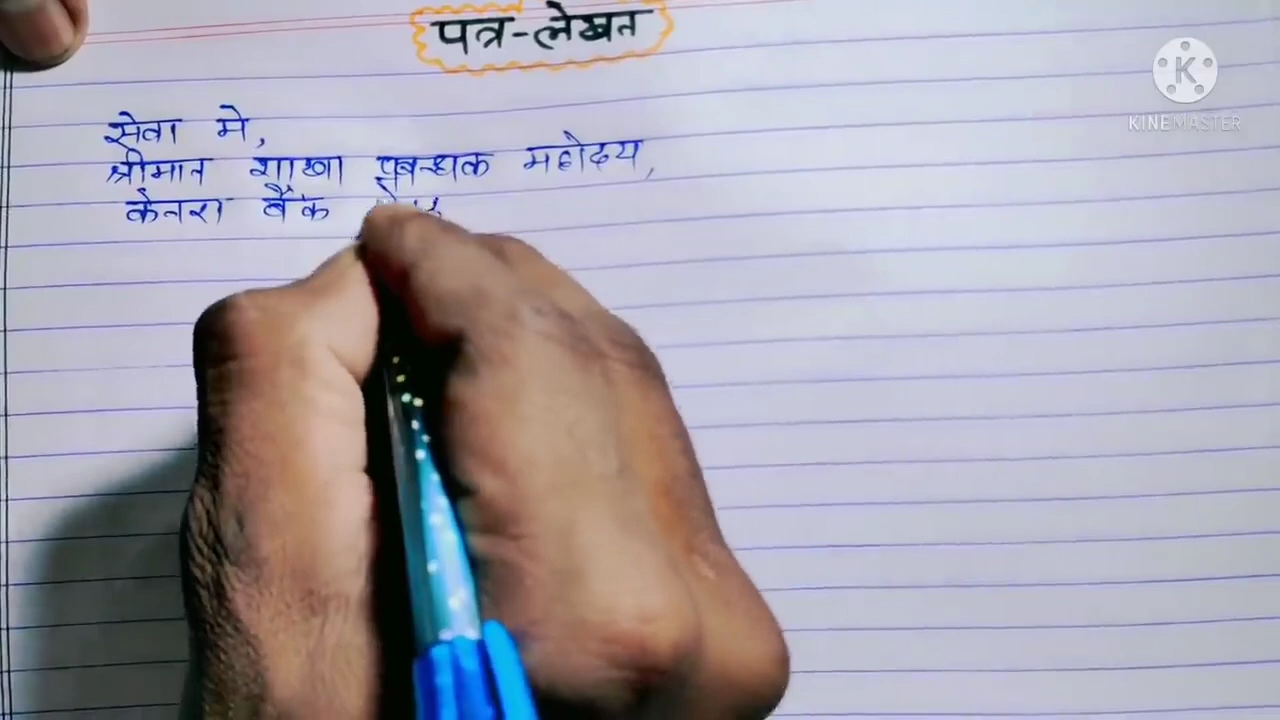 पत्र-लेखन
सेवा मे,
श्रीमान शाखा प्रबन्धक महोदय,
केनरा बैंक
KINEMASTER